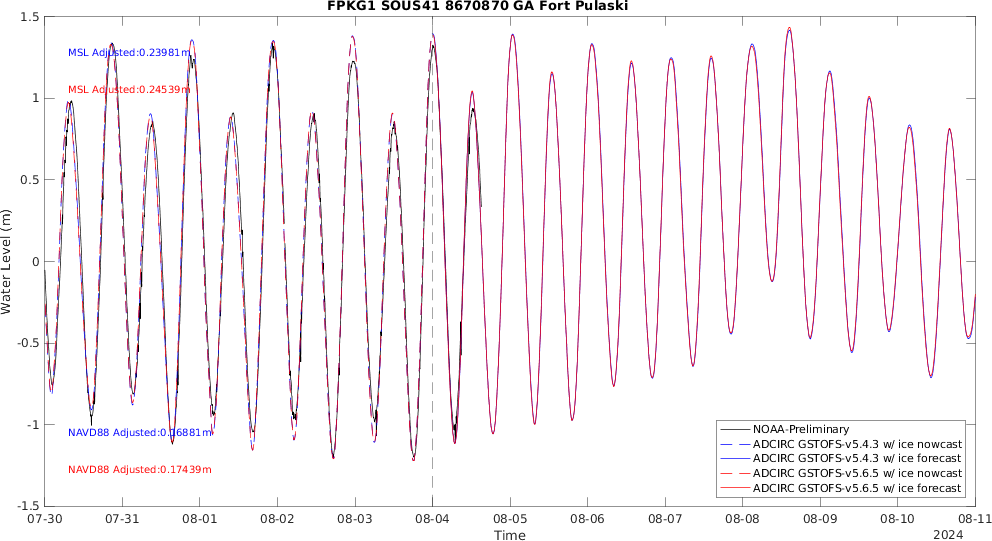 FPKG1 SOUS41 8670870 GA Fort Pulaski
1.5
1
0.5
0
-0.5
-1
-1.5
Water Level (m)
MSL Adjusted:0.23981m
MSL Adjusted:0.24539m
NAVD88 Adjusted:0.16881m
NAVD88 Adjusted:0.17439m
NOAA-Preliminary
ADCIRC GSTOFS-v5.4.3 w/ ice nowcast
ADCIRC GSTOFS-v5.4.3 w/ ice forecast
ADCIRC GSTOFS-v5.6.5 w/ ice nowcast
ADCIRC GSTOFS-v5.6.5 w/ ice forecast
07-30 07-31 08-01 08-02 08-03 08-04 08-05 08-06 08-07 08-08 08-09 08-10 08-11
Time
2024